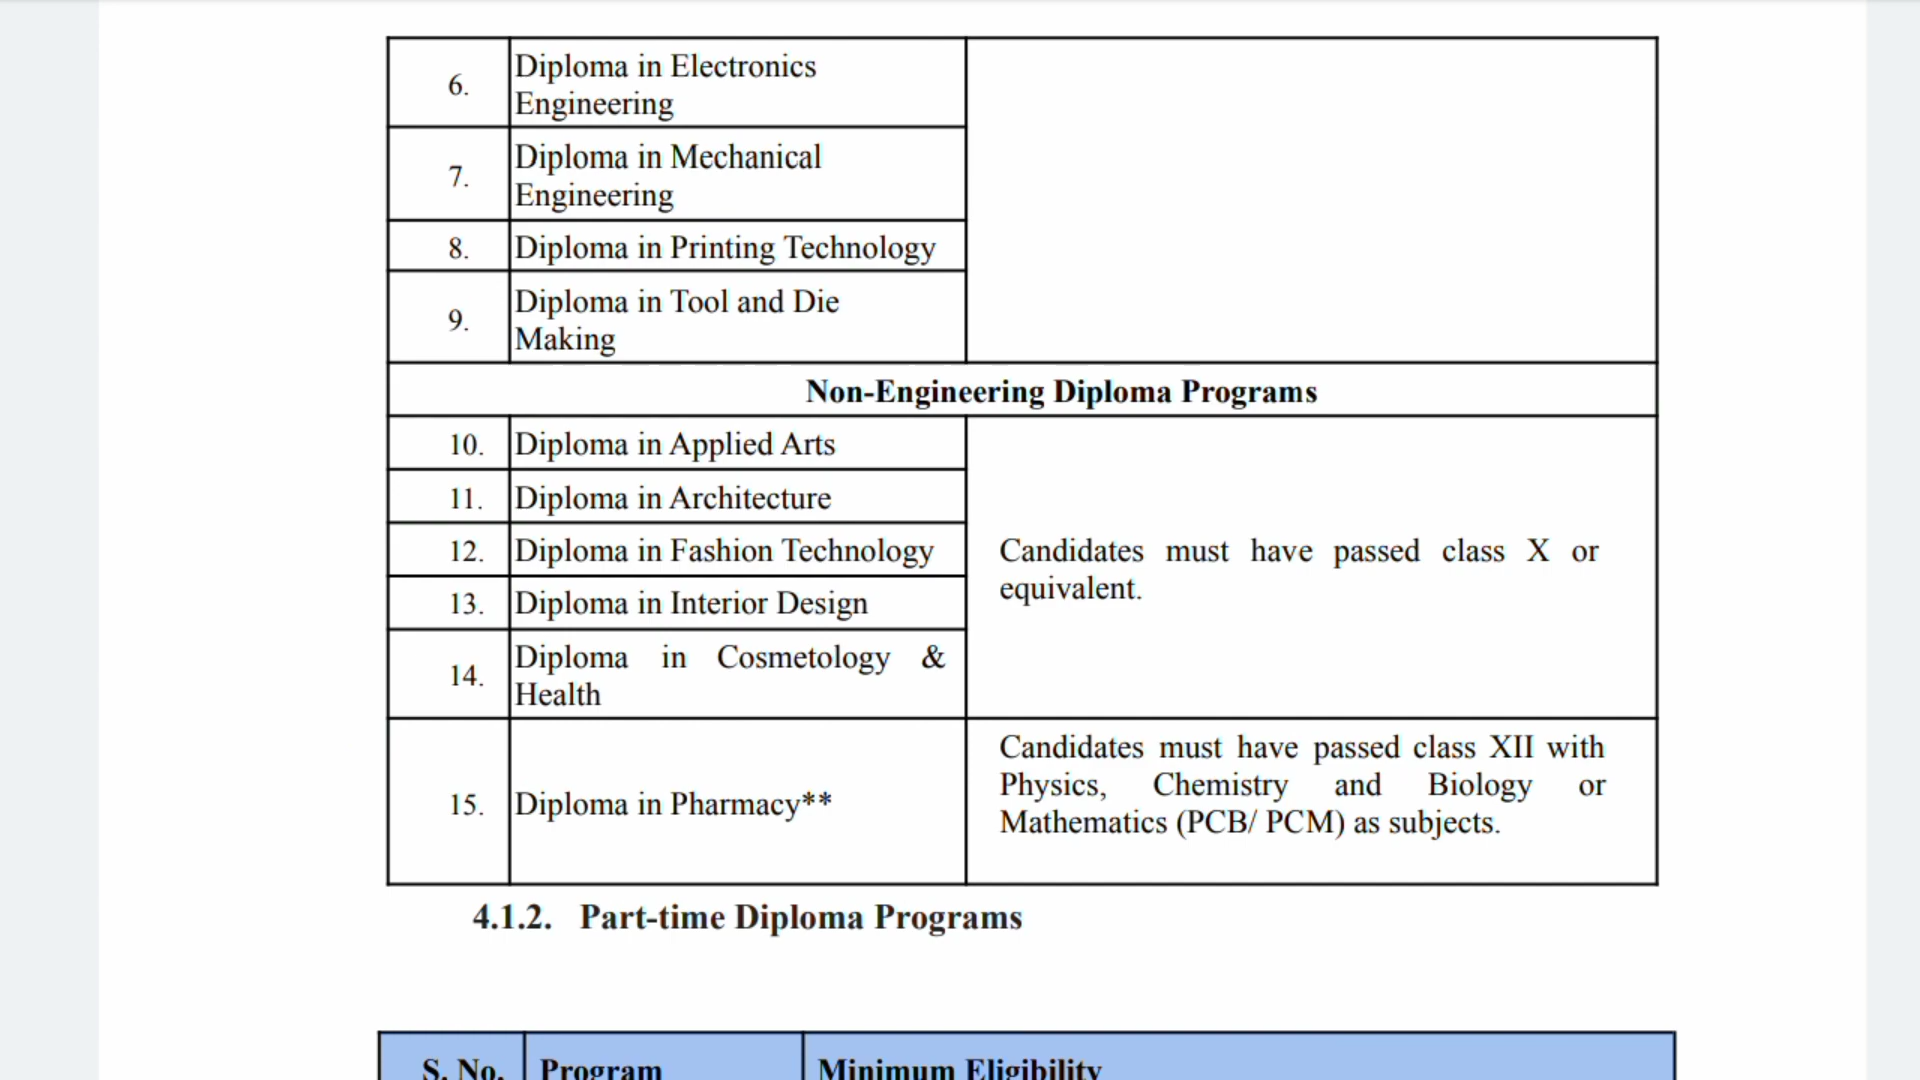 6. Diploma in Electronics
Engineering
7. Diploma in Mechanical
Engineering
8. Diploma in Printing Technology
9. Diploma in Tool and Die
Making
Non-Engineering Diploma Programs
10. Diploma in Applied Arts
11. Diploma in Architecture
12. Diploma in Fashion Technology
13. Diploma in Interior Design
14. Diploma in Cosmetology &
Health
Candidates must have passed class X or
equivalent.
15. Diploma in Pharmacy**
Candidates must have passed class XII with
Physics, Chemistry and Biology or
Mathematics (PCB/ PCM) as subjects.
4.1.2. Part-time Diploma Programs
S. No. Program Minimum Eligibility